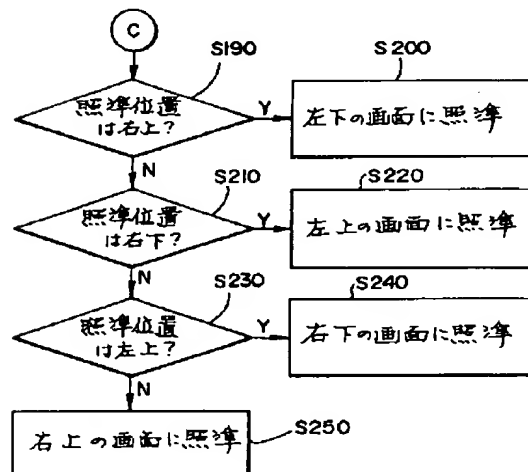 C
S190
照準位置
は右上?
Y
S200
左下の画面に照準
N
S210
照準位置
は右下?
Y
S220
左上の画面に照準
N
S230
照準位置
は左上?
Y
S240
右下の画面に照準
N
S250
右上の画面に照準